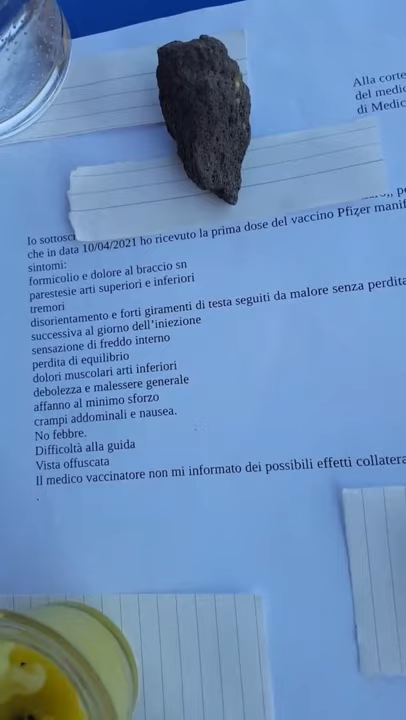 Alla corte
del medic
di Medic
Io sottosc
che in data 10/04/2021 ho ricevuto la prima dose del vaccino Pfizer manif
sintomi:
formicolio e dolore al braccio sn
parestesie arti superiori e inferiori
tremori
disorientamento e forti giramenti di testa seguiti da malore senza perdita
successiva al giorno dell'iniezione
sensazione di freddo interno
perdita di equilibrio
dolori muscolari arti inferiori
debolezza e malessere generale
affanno al minimo sforzo
crampi addominali e nausea.
No febbre.
Difficoltà alla guida
Vista offuscata
Il medico vaccinatore non mi informato dei possibili effetti collatera
.